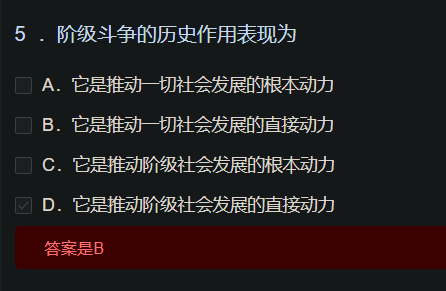 5 ．阶级斗争的历史作用表现为
A．它是推动一切社会发展的根本动力
B．它是推动一切社会发展的直接动力
C．它是推动阶级社会发展的根本动力
D．它是推动阶级社会发展的直接动力
答案是B